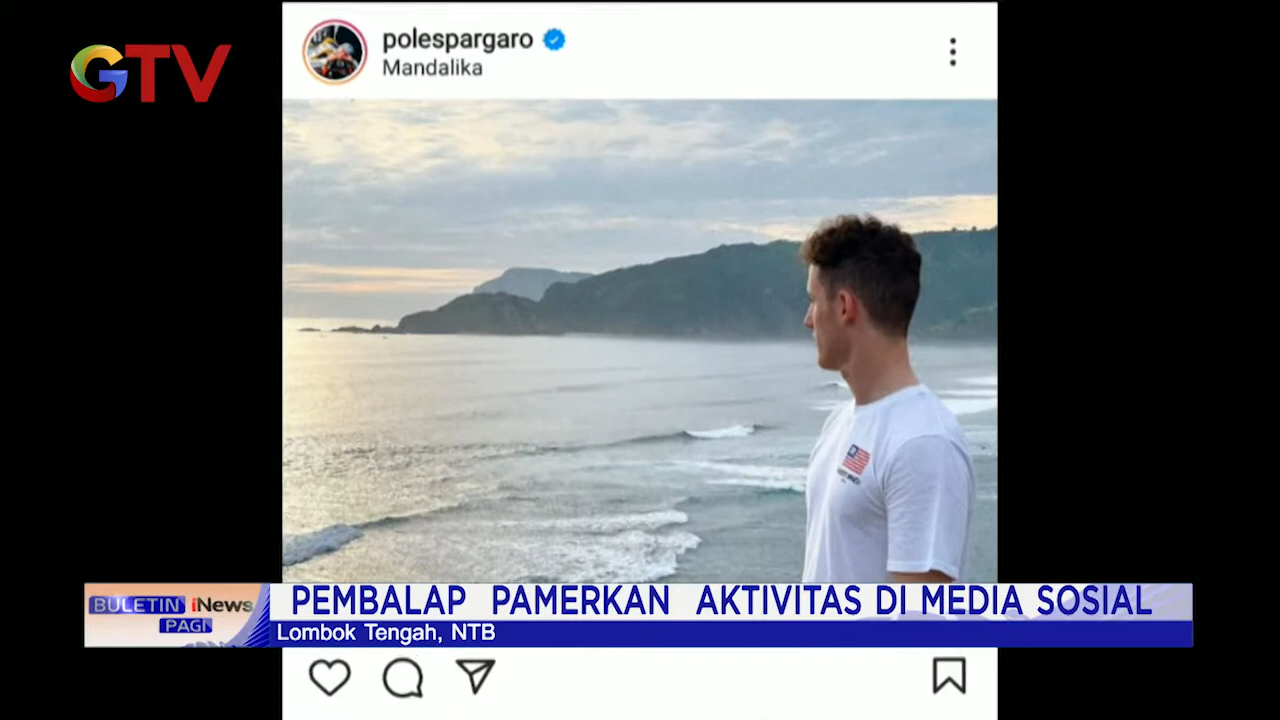 GTV
polespargaro
Mandalika
BULETIN iNews
PAGI
PEMBALAP PAMERKAN AKTIVITAS DI MEDIA SOSIAL
Lombok Tengah, NTB